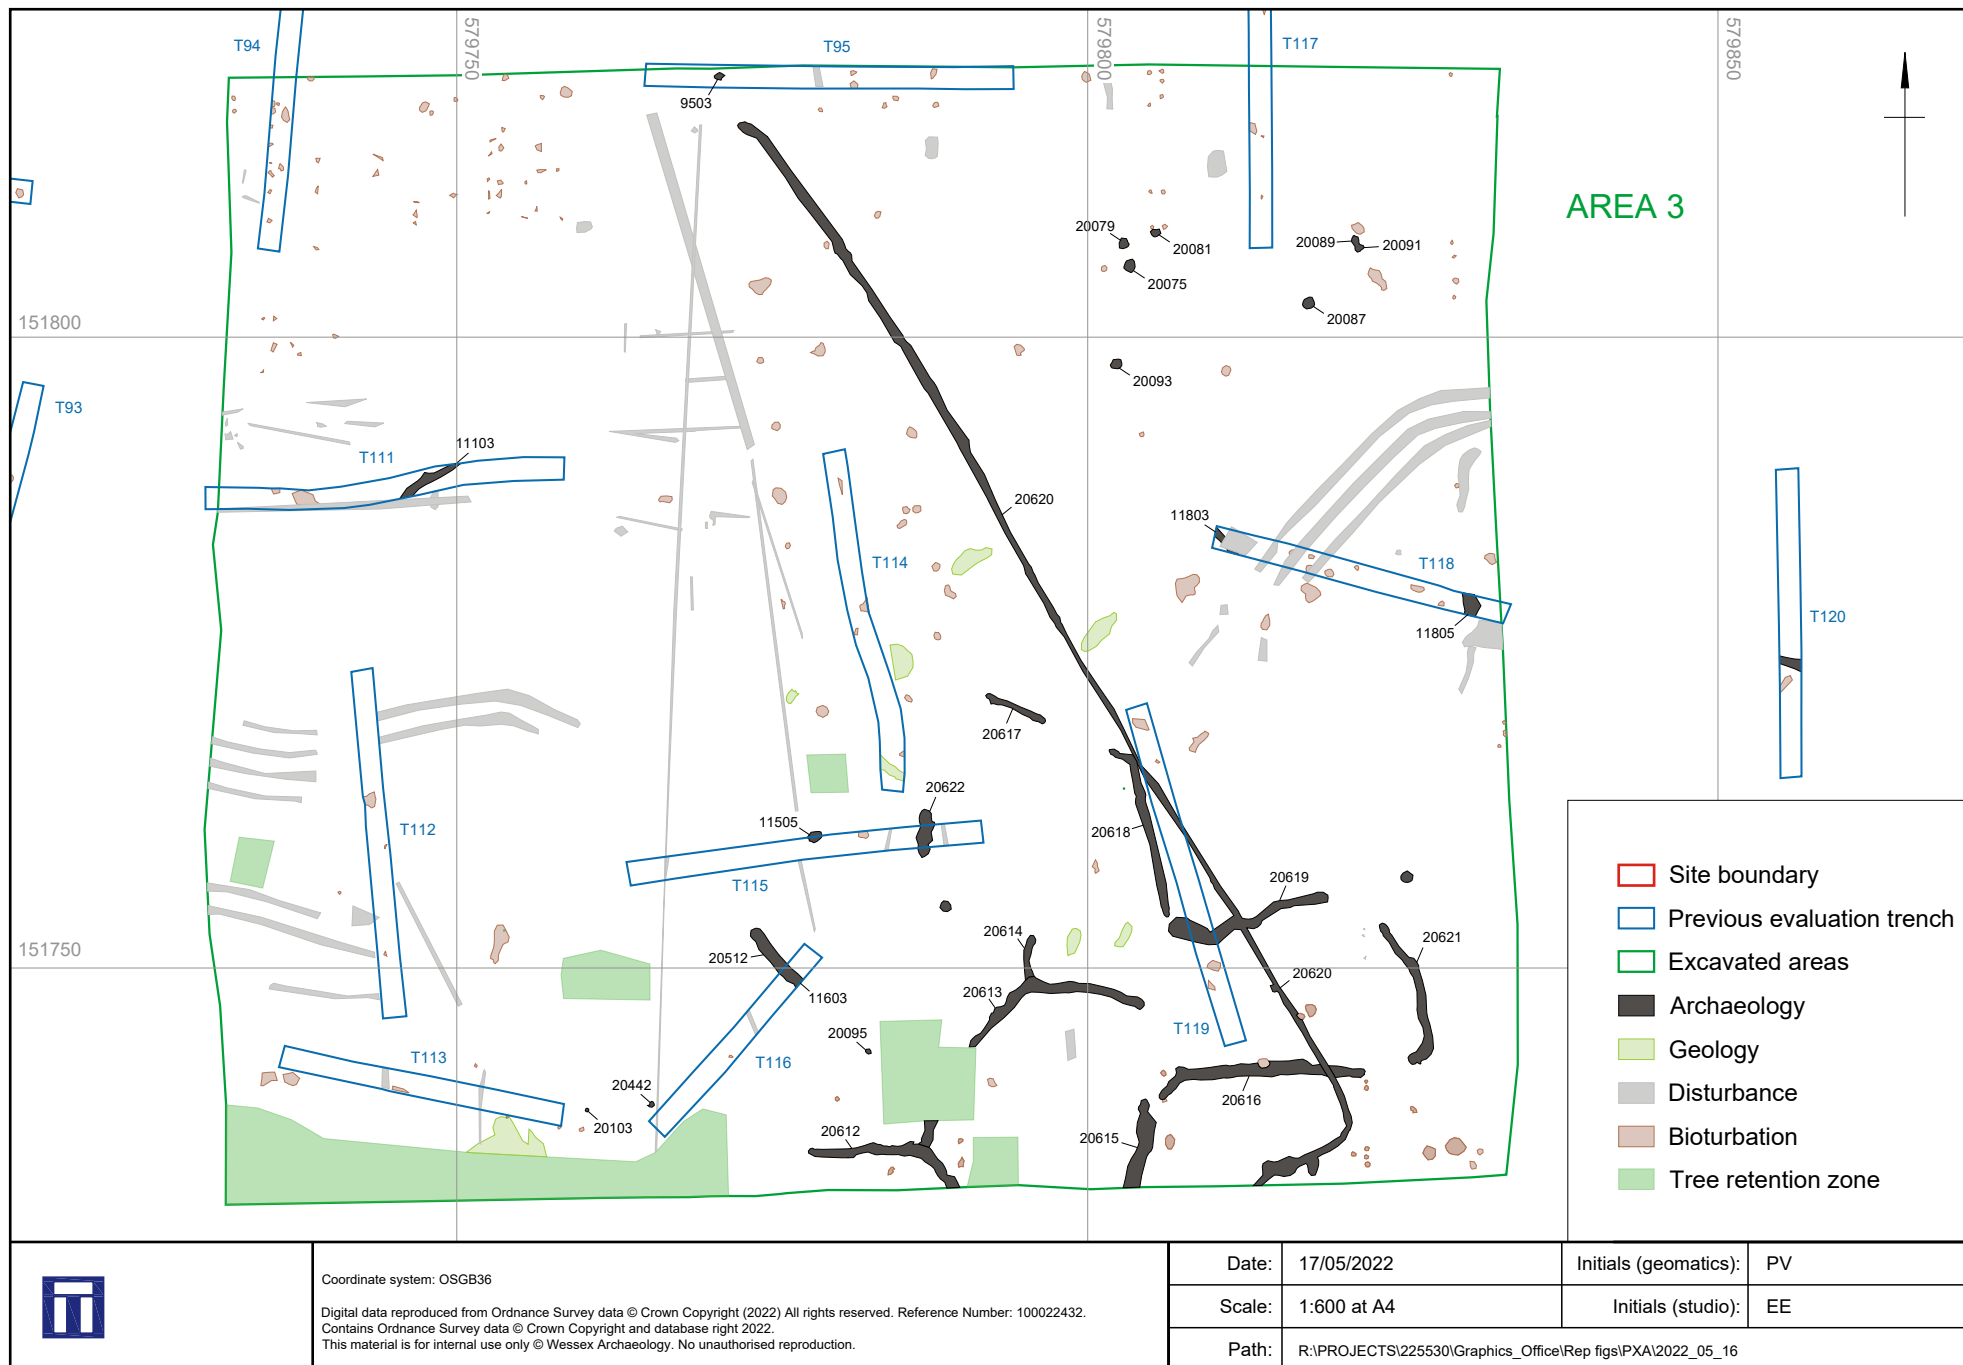 T94
579750
T95
579800
T117
579850
9503
AREA 3
20079
20081
20089
20091
20075
20087
151800
20093
T93
T111
11103
20620
11803
T114
T118
11805
T120
20617
20622
T112
11505
20618
T115
20619
151750
20614
20512
20621
11603
20613
20620
T113
20095
T119
T116
20442
20103
20612
20616
20615
Site boundary
Previous evaluation trench
Excavated areas
Archaeology
Geology
Disturbance
Bioturbation
Tree retention zone
Coordinate system: OSGB36
Digital data reproduced from Ordnance Survey data © Crown Copyright (2022) All rights reserved. Reference Number: 100022432.
Contains Ordnance Survey data © Crown Copyright and database right 2022.
This material is for internal use only © Wessex Archaeology. No unauthorised reproduction.
Date: 17/05/2022 Initials (geomatics): PV
Scale: 1:600 at A4 Initials (studio): EE
Path: R:\PROJECTS\225530\Graphics_Office\Rep figs\PXA\2022_05_16